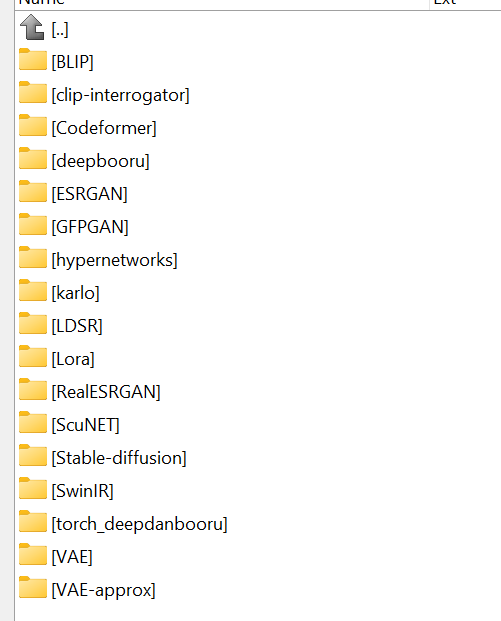 Name Ext
[..]
[BLIP]
[clip-interrogator]
[Codeformer]
[deepbooru]
[ESRGAN]
[GFPGAN]
[hypernetworks]
[karlo]
[LDSR]
[Lora]
[RealESRGAN]
[ScuNET]
[Stable-diffusion]
[SwinIR]
[torch_deepdanbooru]
[VAE]
[VAE-approx]